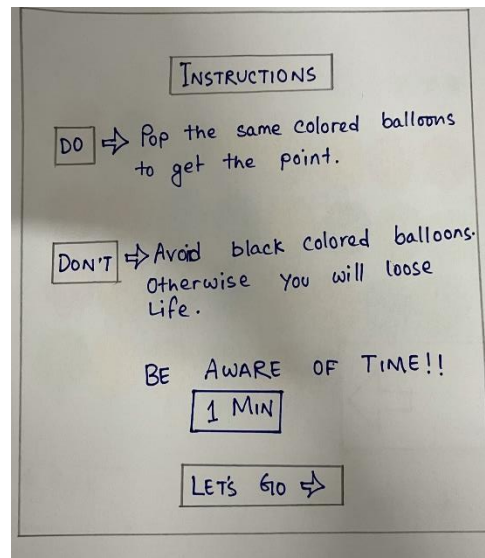 INSTRUCTIONS
DO ⇨ Pop the same colored balloons
to get the point.
DON'T ⇨ Avoid black colored balloons.
Otherwise you will loose
Life.
BE AWARE OF TIME!!
1 MIN
LET'S GO ⇨